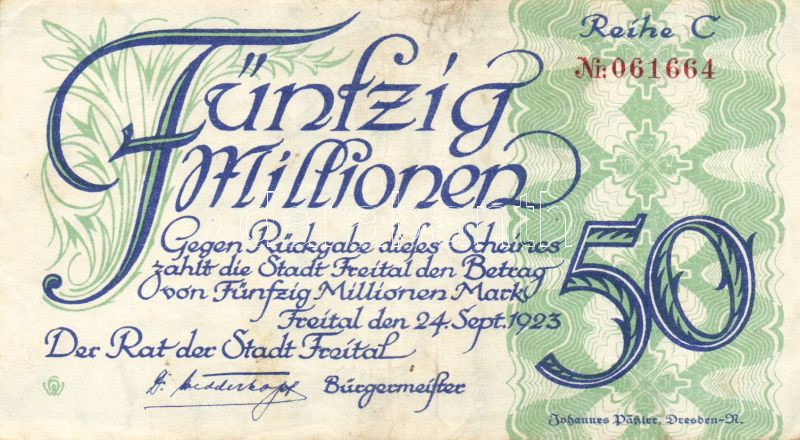 Reihe C
Nr. 061664
Fünfzig
Millionen
Gegen Rückgabe dieses Scheines
zahlt die Stadt Freital den Betrag
von Fünfzig Millionen Mark
Freital den 24. Sept. 1923
Der Rat der Stadt Freital
Bürgermeister
50
Johannes Päßler, Dresden-N.